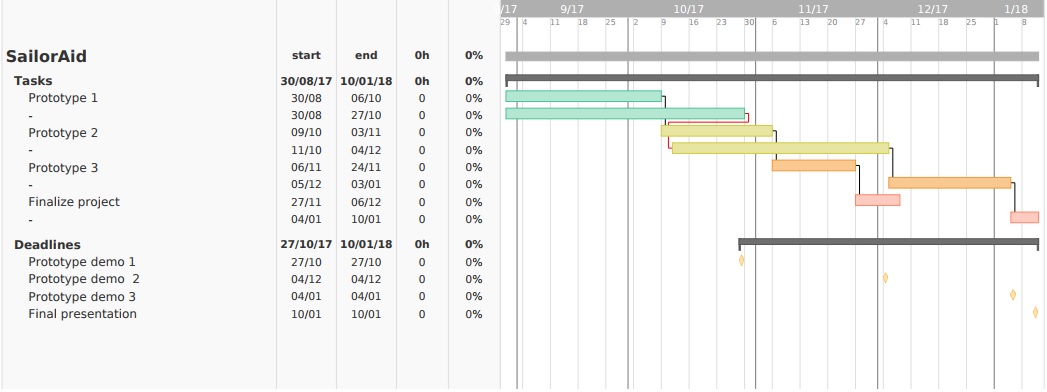 /17 9/17 10/17 11/17 12/17 1/18
29 4 11 18 25 2 9 16 23 30 6 13 20 27 4 11 18 25 1 8
SailorAid start end 0h 0%
Tasks 30/08/17 10/01/18 0h 0%
Prototype 1 30/08 06/10 0 0%
- 30/08 27/10 0 0%
Prototype 2 09/10 03/11 0 0%
- 11/10 04/12 0 0%
Prototype 3 06/11 24/11 0 0%
- 05/12 03/01 0 0%
Finalize project 27/11 06/12 0 0%
- 04/01 10/01 0 0%
Deadlines 27/10/17 10/01/18 0h 0%
Prototype demo 1 27/10 27/10 0 0%
Prototype demo 2 04/12 04/12 0 0%
Prototype demo 3 04/01 04/01 0 0%
Final presentation 10/01 10/01 0 0%